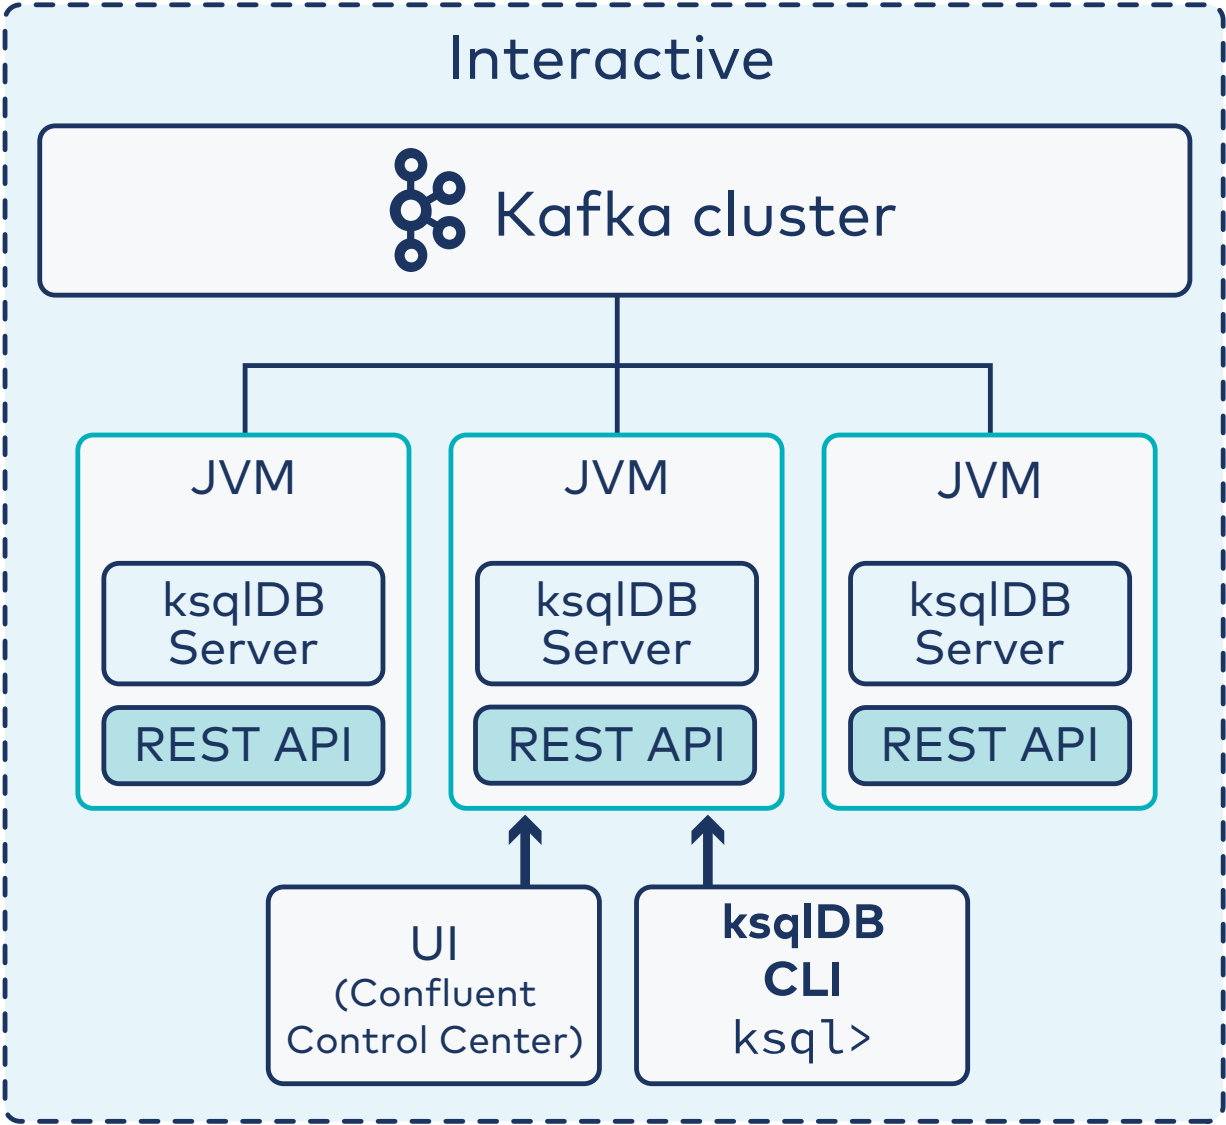 Interactive
Kafka cluster
JVM
ksqlDB
Server
REST API
JVM
ksqlDB
Server
REST API
JVM
ksqlDB
Server
REST API
UI
(Confluent
Control Center)
ksqlDB
CLI
ksql>